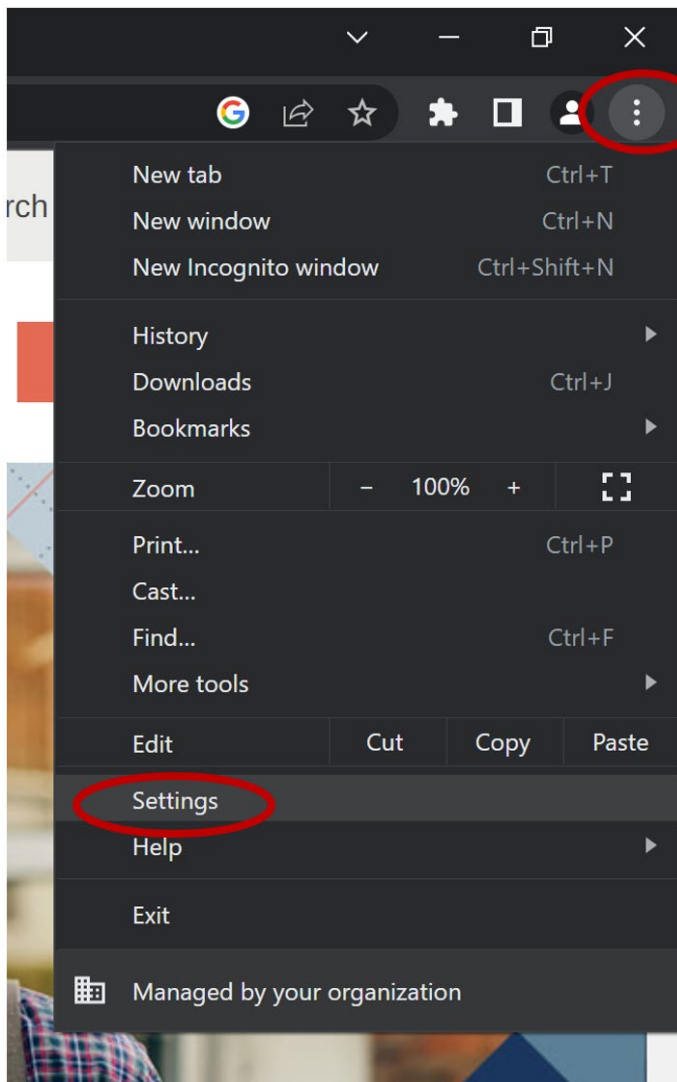 rch
New tab Ctrl+T
New window Ctrl+N
New Incognito window Ctrl+Shift+N
History
Downloads Ctrl+J
Bookmarks
Zoom - 100% +
Print... Ctrl+P
Cast...
Find... Ctrl+F
More tools
Edit Cut Copy Paste
Settings
Help
Exit
Managed by your organization